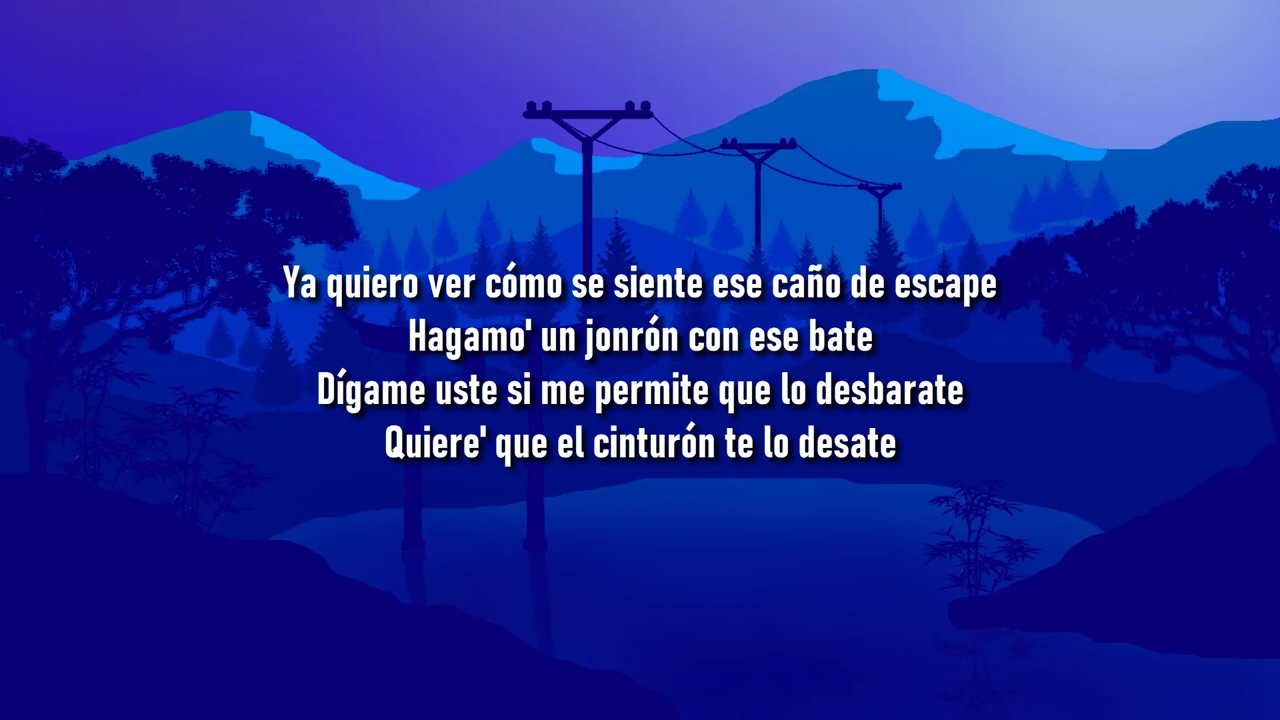 Ya quiero ver cómo se siente ese caño de escape
Hagamo' un jonrón con ese bate
Dígame uste si me permite que lo desbarate
Quiere' que el cinturón te lo desate